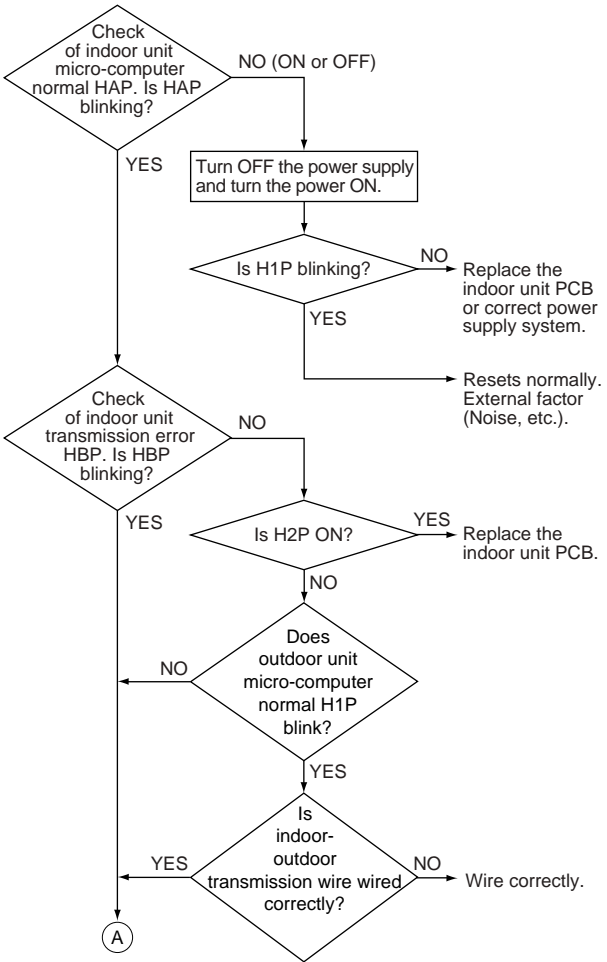 Check
of indoor unit
micro-computer
normal HAP. Is HAP
blinking?
NO (ON or OFF)
YES
Turn OFF the power supply
and turn the power ON.
Is H1P blinking?
NO
Replace the
indoor unit PCB
or correct power
supply system.
YES
Resets normally.
External factor
(Noise, etc.).
Check
of indoor unit
transmission error
HBP. Is HBP
blinking?
NO
YES
Is H2P ON?
YES
Replace the
indoor unit PCB.
NO
Does
outdoor unit
micro-computer
normal H1P
blink?
NO
YES
Is
indoor-
outdoor
transmission wire wired
correctly?
YES
NO
Wire correctly.
A